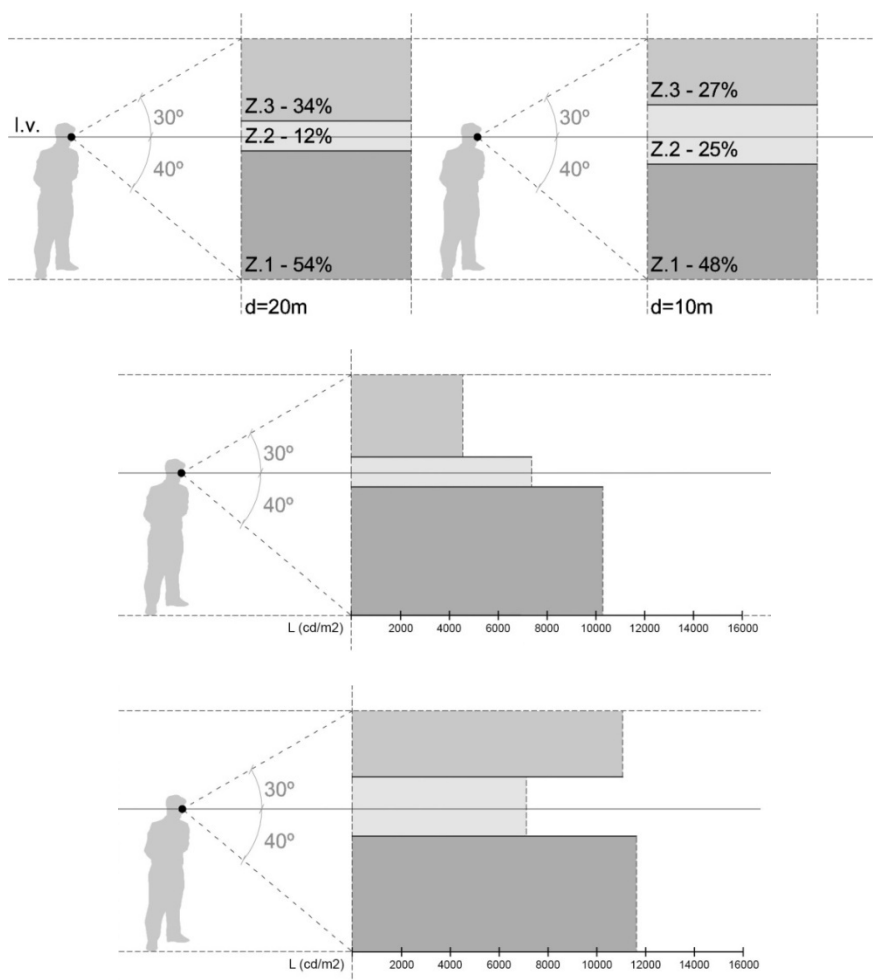 l.v.
30º
40º
Z.3 - 34%
Z.2 - 12%
Z.1 - 54%
d=20m
30º
40º
Z.3 - 27%
Z.2 - 25%
Z.1 - 48%
d=10m
30º
40º
L (cd/m2) 2000 4000 6000 8000 10000 12000 14000 16000
30º
40º
L (cd/m2) 2000 4000 6000 8000 10000 12000 14000 16000